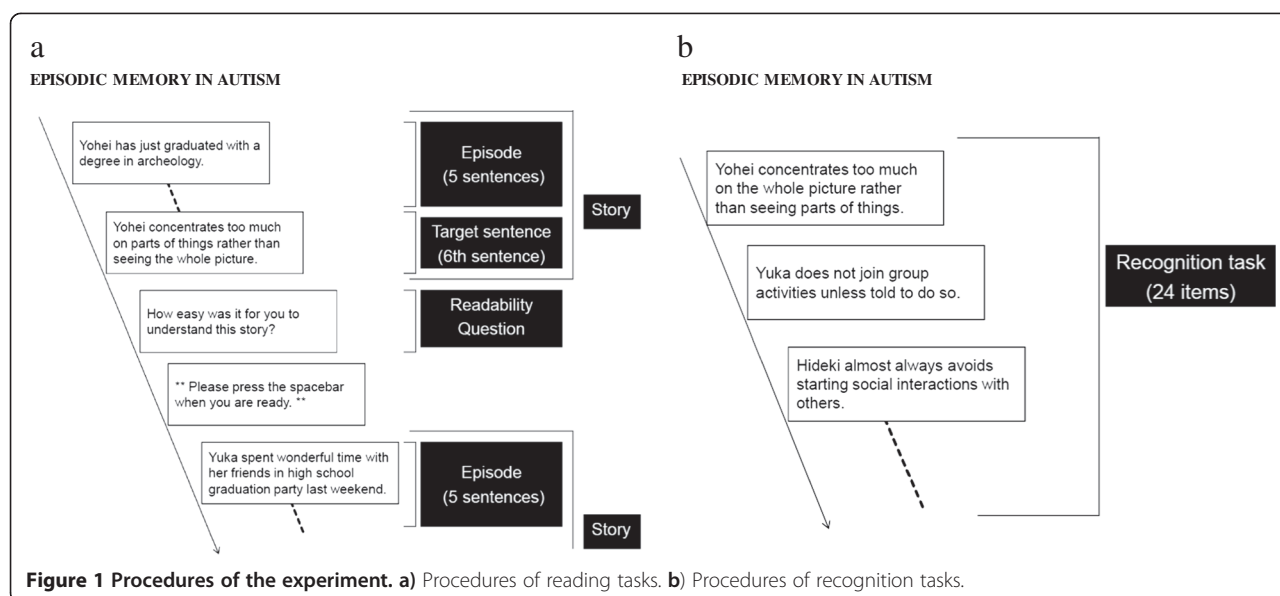 a
EPISODIC MEMORY IN AUTISM
Yohei has just graduated with a
degree in archeology.
Episode
(5 sentences)
Story
Yohei concentrates too much
on parts of things rather than
seeing the whole picture.
Target sentence
(6th sentence)
How easy was it for you to
understand this story?
Readability
Question
** Please press the spacebar
when you are ready. **
Yuka spent wonderful time with
her friends in high school
graduation party last weekend.
Episode
(5 sentences)
Story
b
EPISODIC MEMORY IN AUTISM
Yohei concentrates too much
on the whole picture rather
than seeing parts of things.
Yuka does not join group
activities unless told to do so.
Hideki almost always avoids
starting social interactions with
others.
Recognition task
(24 items)
Figure 1 Procedures of the experiment. a) Procedures of reading tasks. b) Procedures of recognition tasks.